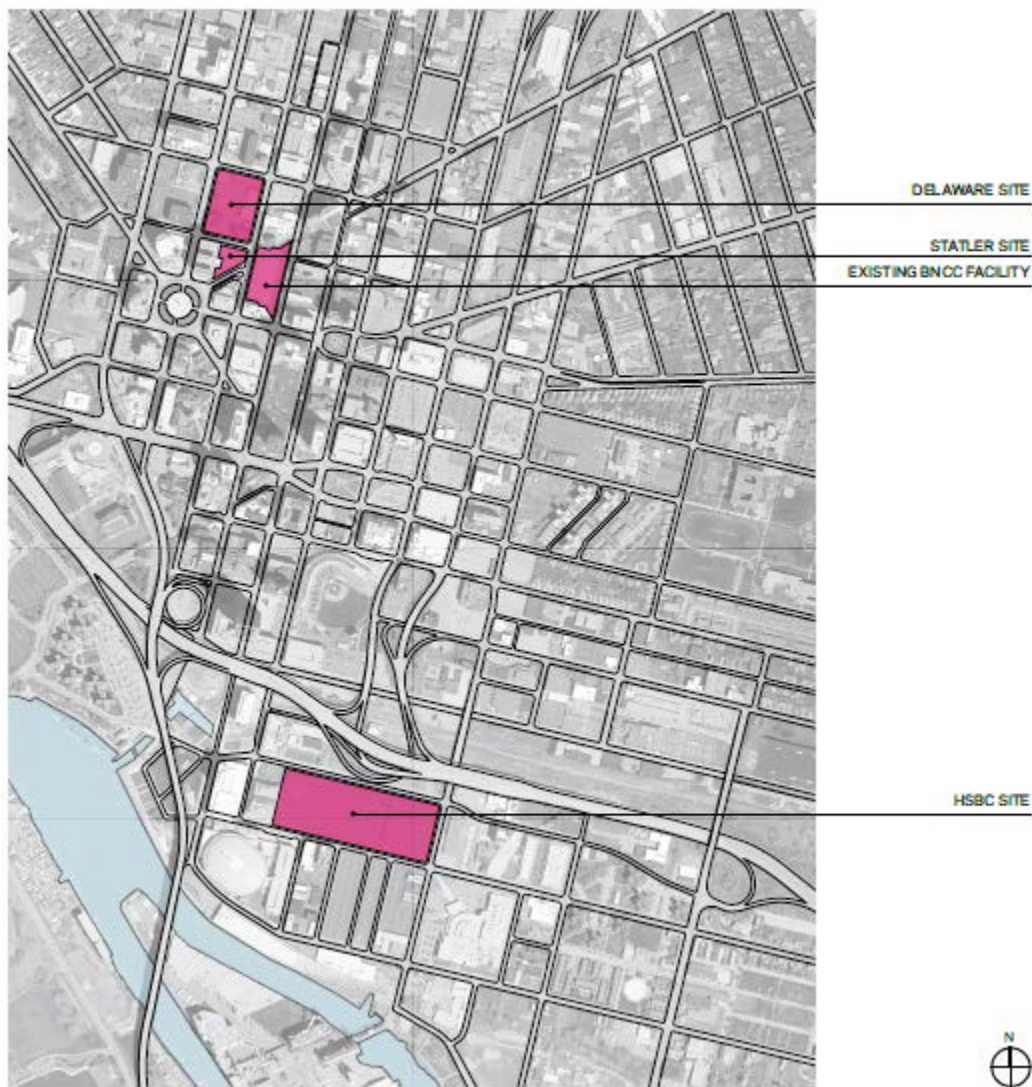 DELAWARE SITE
STATLER SITE
EXISTING BNCC FACILITY
HSBC SITE
N